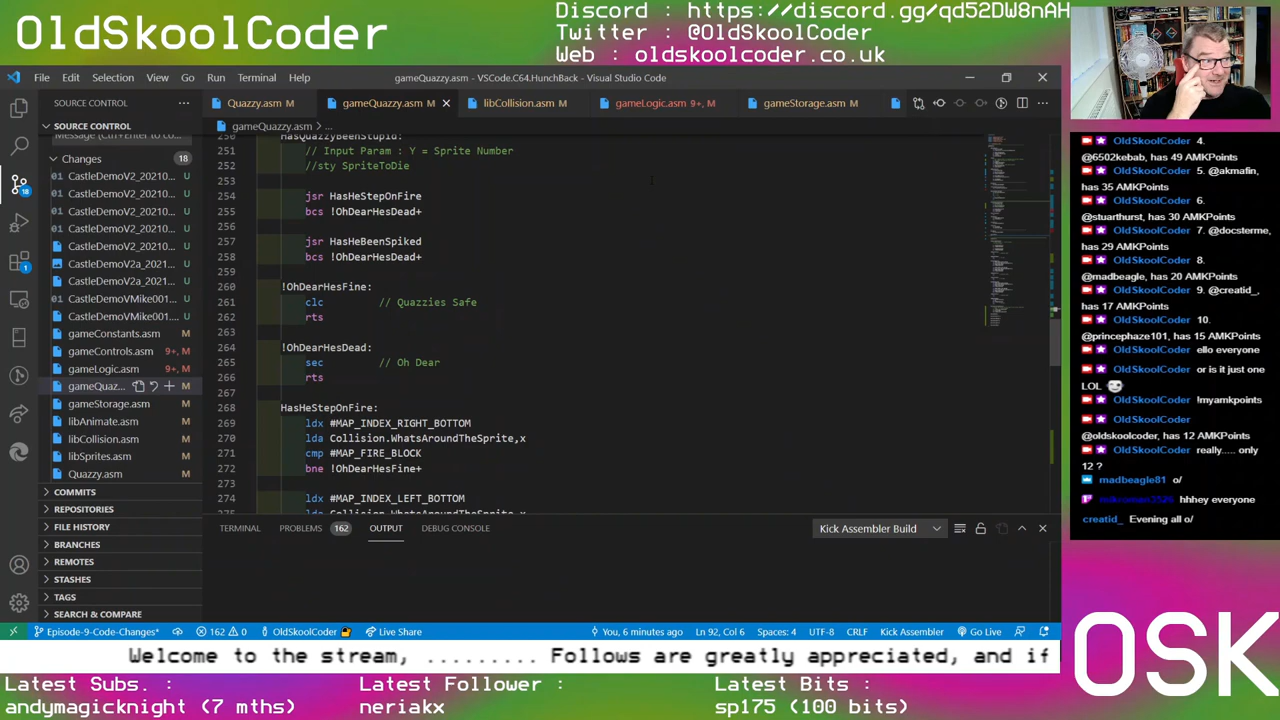 OldSkoolCoder
Discord : https://discord.gg/qd52DW8nAH
Twitter : @OldSkoolCoder
Web : oldskoolcoder.co.uk
File Edit Selection View Go Run Terminal Help
gameQuazzy.asm - VSCode.C64.HunchBack - Visual Studio Code
SOURCE CONTROL
Quazzy.asm M
gameQuazzy.asm M
libCollision.asm M
gameLogic.asm 9+, M
gameStorage.asm M
SOURCE CONTROL
gameQuazzy.asm > ...
Changes 18
CastleDemoV2_20210... U
CastleDemoV2_20210... U
CastleDemoV2_20210... U
CastleDemoV2_20210... U
CastleDemoV2_20210... U
CastleDemoV2a_2021... U
CastleDemoV2a_2021... U
CastleDemoVMike001... U
CastleDemoVMike001... U
gameConstants.asm M
gameControls.asm 9+, M
gameLogic.asm 9+, M
gameQuaz... M
gameStorage.asm M
libAnimate.asm M
libCollision.asm M
libSprites.asm M
Quazzy.asm M
COMMITS
REPOSITORIES
FILE HISTORY
BRANCHES
REMOTES
STASHES
TAGS
SEARCH & COMPARE
250 HasQuazzyBeenStupid:
251 // Input Param : Y = Sprite Number
252 //sty SpriteToDie
253
254 jsr HasHeStepOnFire
255 bcs !OhDearHesDead+
256
257 jsr HasHeBeenSpiked
258 bcs !OhDearHesDead+
259
260 !OhDearHesFine:
261 clc // Quazzies Safe
262 rts
263
264 !OhDearHesDead:
265 sec // Oh Dear
266 rts
267
268 HasHeStepOnFire:
269 ldx #MAP_INDEX_RIGHT_BOTTOM
270 lda Collision.WhatsAroundTheSprite,x
271 cmp #MAP_FIRE_BLOCK
272 bne !OhDearHesFine+
273
274 ldx #MAP_INDEX_LEFT_BOTTOM
275 lda Collision.WhatsAroundTheSprite,x
TERMINAL PROBLEMS 162 OUTPUT DEBUG CONSOLE
Kick Assembler Build
Episode-9-Code-Changes* 162 0 OldSkoolCoder Live Share
You, 6 minutes ago Ln 92, Col 6 Spaces: 4 UTF-8 CRLF Kick Assembler Go Live
OldSkoolCoder 4.
@6502kebab, has 49 AMKPoints
OldSkoolCoder 5. @akmafin,
has 35 AMKPoints
OldSkoolCoder 6.
@stuarthurst, has 30 AMKPoints
OldSkoolCoder 7. @docsterme,
has 29 AMKPoints
OldSkoolCoder 8.
@madbeagle, has 20 AMKPoints
OldSkoolCoder 9. @creatid_,
has 17 AMKPoints
OldSkoolCoder 10.
@princephaze101, has 15 AMKPoints
OldSkoolCoder ello everyone
OldSkoolCoder or is it just one
LOL
OldSkoolCoder !myamkpoints
OldSkoolCoder
@oldskoolcoder, has 12 AMKPoints
OldSkoolCoder really..... only
12 ?
madbeagle81 o/
hhhey everyone
creatid_ Evening all o/
Welcome to the stream, ......... Follows are greatly appreciated, and if
Latest Subs. :
andymagicknight (7 mths)
Latest Follower :
neriakx
Latest Bits :
sp175 (100 bits)
OSK